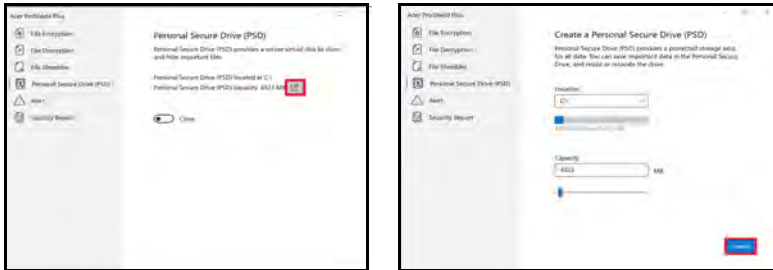 Acer ProShield Plus
File Encryption
File Decryption
File Shredder
Personal Secure Drive (PSD)
Alert
Security Report
Personal Secure Drive (PSD)
Personal Secure Drive (PSD) provides a secure virtual disk to store
and hide important files.
Personal Secure Drive (PSD) located at C:\
Personal Secure Drive (PSD) capacity: 4323 MB
Close
Acer ProShield Plus
File Encryption
File Decryption
File Shredder
Personal Secure Drive (PSD)
Alert
Security Report
Create a Personal Secure Drive (PSD)
Personal Secure Drive (PSD) provides a protected storage area
for all data. You can save important data in the Personal Secure
Drive, and resize or relocate the drive.
Location
C:\
Capacity
4323 MB